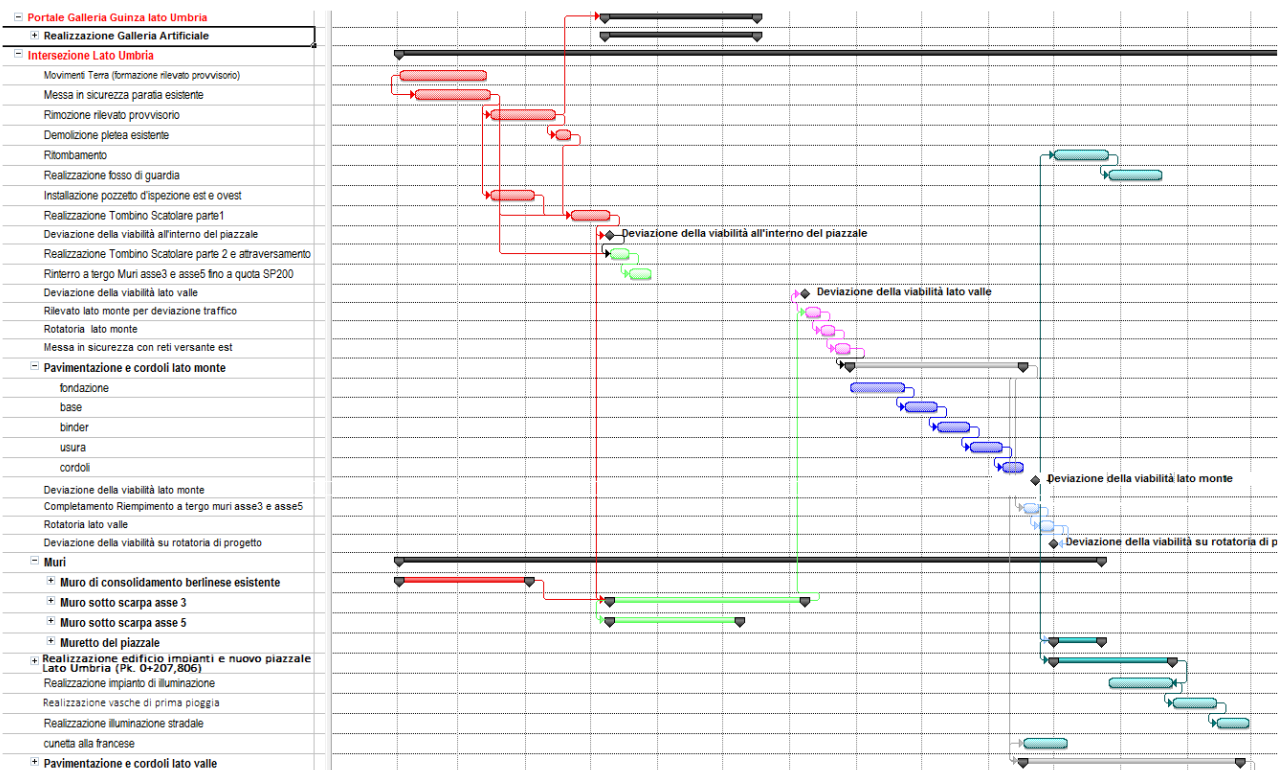 Portale Galleria Guinza lato Umbria
Realizzazione Galleria Artificiale
Intersezione Lato Umbria
Movimenti Terra (formazione rilevato provvisorio)
Messa in sicurezza paratia esistente
Rimozione rilevato provvisorio
Demolizione pletea esistente
Ritombamento
Realizzazione fosso di guardia
Installazione pozzetto d'ispezione est e ovest
Realizzazione Tombino Scatolare parte1
Deviazione della viabilità all'interno del piazzale
Deviazione della viabilità all'interno del piazzale
Realizzazione Tombino Scatolare parte 2 e attraversamento
Rinterro a tergo Muri asse3 e asse5 fino a quota SP200
Deviazione della viabilità lato valle
Deviazione della viabilità lato valle
Rilevato lato monte per deviazione traffico
Rotatoria lato monte
Messa in sicurezza con reti versante est
Pavimentazione e cordoli lato monte
fondazione
base
binder
usura
cordoli
Deviazione della viabilità lato monte
Deviazione della viabilità lato monte
Completamento Riempimento a tergo muri asse3 e asse5
Rotatoria lato valle
Deviazione della viabilità su rotatoria di progetto
Deviazione della viabilità su rotatoria di p
Muri
Muro di consolidamento berlinese esistente
Muro sotto scarpa asse 3
Muro sotto scarpa asse 5
Muretto del piazzale
Realizzazione edificio impianti e nuovo piazzale
Lato Umbria (Pk. 0+207,806)
Realizzazione impianto di illuminazione
Realizzazione vasche di prima pioggia
Realizzazione illuminazione stradale
cunetta alla francese
Pavimentazione e cordoli lato valle